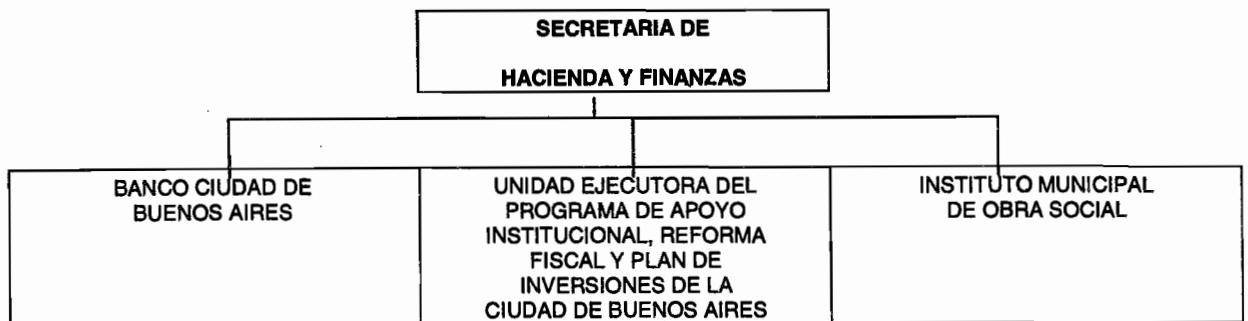 SECRETARIA DE
HACIENDA Y FINANZAS
BANCO CIUDAD DE
BUENOS AIRES
UNIDAD EJECUTORA DEL
PROGRAMA DE APOYO
INSTITUCIONAL, REFORMA
FISCAL Y PLAN DE
INVERSIONES DE LA
CIUDAD DE BUENOS AIRES
INSTITUTO MUNICIPAL
DE OBRA SOCIAL